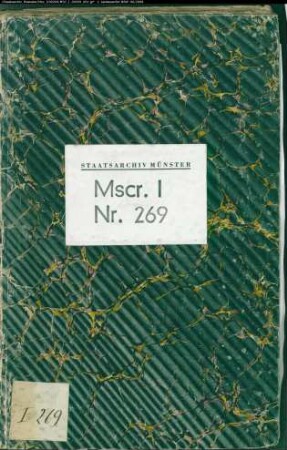 STAATSARCHIV MÜNSTER
Mscr. I
Nr. 269
I 269